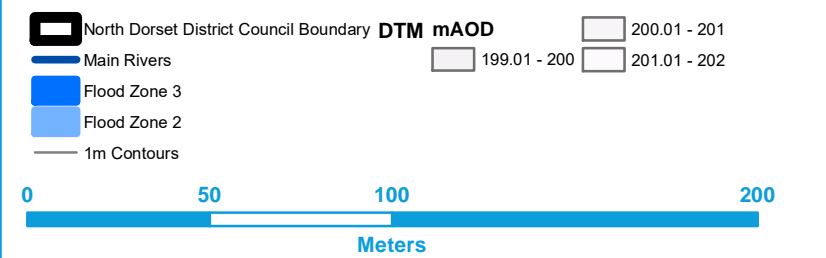 North Dorset District Council Boundary DTM mAOD 200.01 - 201
Main Rivers 199.01 - 200 201.01 - 202
Flood Zone 3
Flood Zone 2
1m Contours
0 50 100 200
Meters